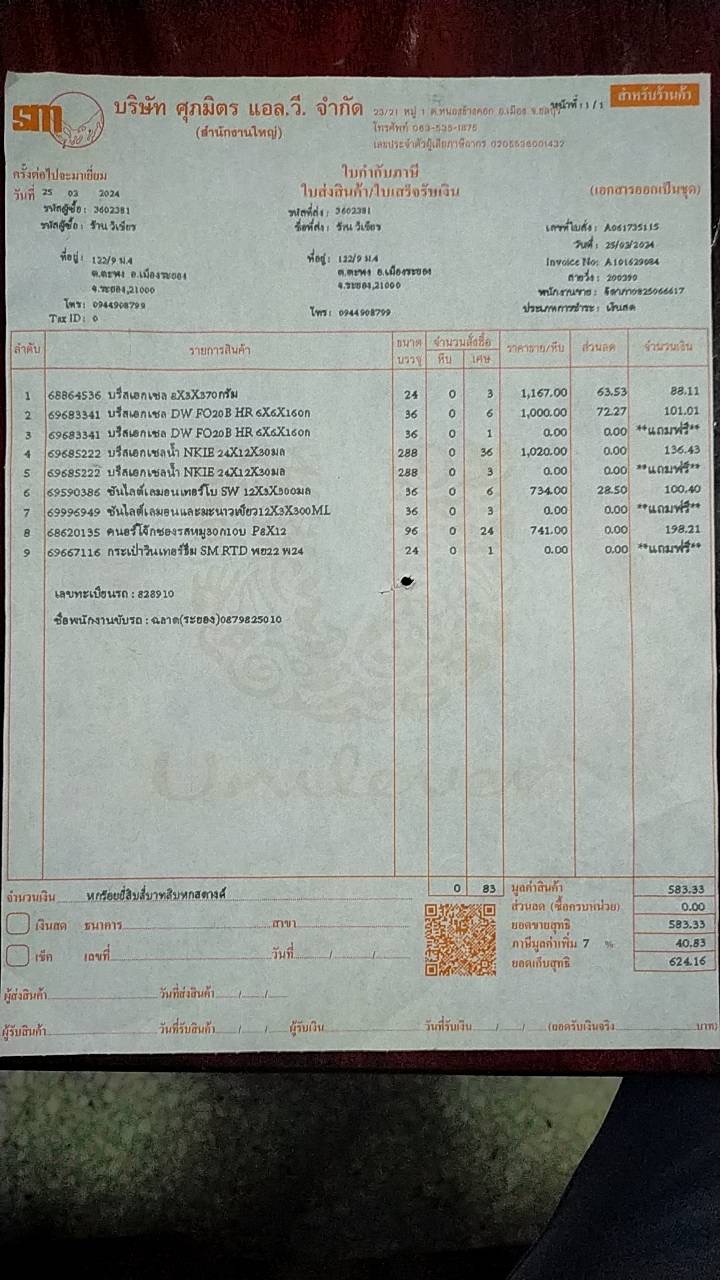 sm บริษัท ศุภมิตร แอล.วี. จำกัด
(สำนักงานใหญ่)
23/21 หมู่ 1 ต.หนองข้างคอก อ.เมือง จ.ชลบุรี
หน้าที่ : 1 / 1
สำหรับร้านค้า
เลขประจำตัวผู้เสียภาษีอากร 0205536001432
ครั้งต่อไปจะมาเยี่ยม
วันที่ 25 03 2024
ใบกำกับภาษี
ใบส่งสินค้า/ใบเสร็จรับเงิน
(เอกสารออกเป็นชุด)
รหัสผู้ซื้อ : 3602381
รหัสผู้ซื้อ : ร้าน วิเชียร
ที่อยู่ : 122/9 ม.4
ต.ตะพง อ.เมืองระยอง
จ.ระยอง,21000
โทร : 0944908799
Tax ID : 0
รหัสที่ส่ง : 3602381
ชื่อที่ส่ง : ร้าน วิเชียร
ที่อยู่ : 122/9 ม.4
ต.ตะพง อ.เมืองระยอง
จ.ระยอง,21000
โทร : 0944908799
เลขที่ใบสั่ง : A061735115
วันที่ : 25/03/2024
Invoice No: A101629084
สายวิ่ง : 200390
พนักงานขาย : จิดาภา0825066617
ประเภทการชำระ : เงินสด
ลำดับ รายการสินค้า ขนาดบรรจุ จำนวนสั่งซื้อ หีบ เศษ ราคาขาย/หีบ ส่วนลด จำนวนเงิน
1 68864536 บรีสเอกเซล 8X3X370กรัม 24 0 3 1,167.00 63.53 88.11
2 69683341 บรีสเอกเซล DW FO20B HR 6X6X160ก 36 0 6 1,000.00 72.27 101.01
3 69683341 บรีสเอกเซล DW FO20B HR 6X6X160ก 36 0 1 0.00 0.00 **แถมฟรี**
4 69685222 บรีสเอกเซลน้ำ NKIE 24X12X30มล 288 0 36 1,020.00 0.00 136.43
5 69685222 บรีสเอกเซลน้ำ NKIE 24X12X30มล 288 0 3 0.00 0.00 **แถมฟรี**
6 69590386 ซันไลต์เลมอนเทอร์โบ SW 12X3X300มล 36 0 6 734.00 28.50 100.40
7 69996949 ซันไลต์เลมอนและมะนาวเขียว12X3X300ML 36 0 3 0.00 0.00 **แถมฟรี**
8 68620135 คนอร์โจ๊กซองรสหมู30ก10บ P8X12 96 0 24 741.00 0.00 198.21
9 69667116 กระเป๋าวินเทอร์ธีม SM RTD พย22 พ24 24 0 1 0.00 0.00 **แถมฟรี**
เลขทะเบียนรถ : 828910
ชื่อพนักงานขับรถ : ฉลาด(ระยอง)0879825010
Unilever
0 83
จำนวนเงิน หกร้อยยี่สิบสี่บาทสิบหกสตางค์
มูลค่าสินค้า 583.33
ส่วนลด (ซื้อครบาหน่วย) 0.00
ยอดขายสุทธิ 583.33
ภาษีมูลค่าเพิ่ม 7 % 40.83
ยอดเก็บสุทธิ 624.16
เงินสด ธนาคาร สาขา
เช็ค เลขที่ วันที่ / /
ผู้ส่งสินค้า วันที่ส่งสินค้า / /
ผู้รับสินค้า วันที่รับสินค้า / / ผู้รับเงิน วันที่รับเงิน / / (ยอดรับเงินจริง บาท)